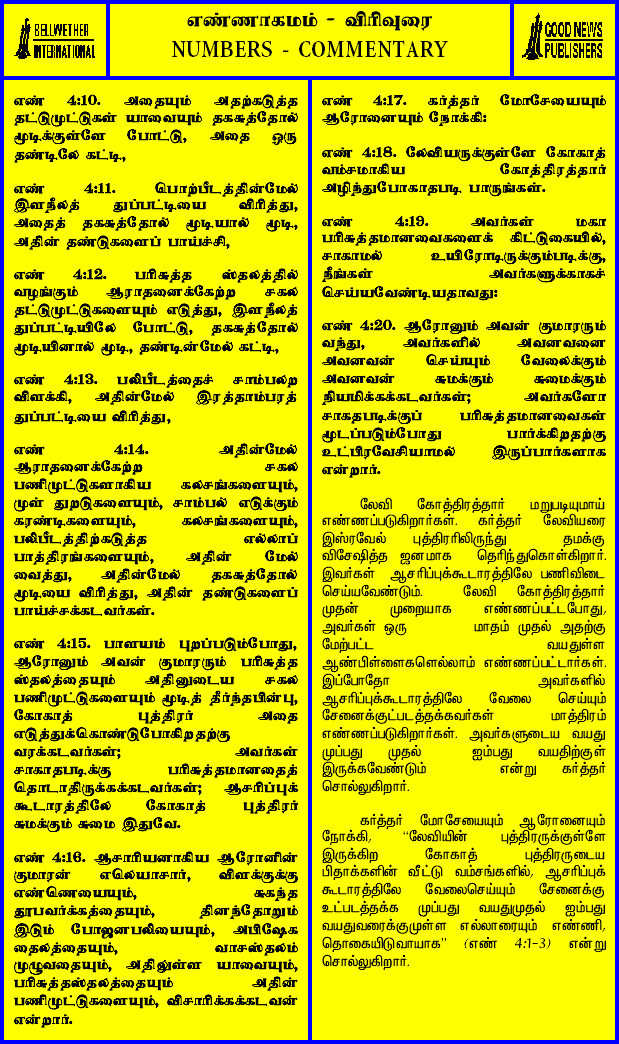 BELLWETHER
INTERNATIONAL
எண்ணாகமம் - விரிவுரை
NUMBERS - COMMENTARY
GOOD NEWS
PUBLISHERS
எண் 4:10. அதையும் அதற்கடுத்த
தட்டுமுட்டுகள் யாவையும் தகசுத்தோல்
மூடிக்குள்ளே போட்டு, அதை ஒரு
தண்டிலே கட்டி,
எண் 4:11. பொற்பீடத்தின்மேல்
இளநீலத் துப்பட்டியை விரித்து,
அதைத் தகசுத்தோல் மூடியால் மூடி,
அதின் தண்டுகளைப் பாய்ச்சி,
எண் 4:12. பரிசுத்த ஸ்தலத்தில்
வழங்கும் ஆராதனைக்கேற்ற சகல
தட்டுமுட்டுகளையும் எடுத்து, இளநீலத்
துப்பட்டியிலே போட்டு, தகசுத்தோல்
மூடியினால் மூடி, தண்டின்மேல் கட்டி,
எண் 4:13. பலிபீடத்தைச் சாம்பலற
விளக்கி, அதின்மேல் இரத்தாம்பரத்
துப்பட்டியை விரித்து,
எண் 4:14. அதின்மேல்
ஆராதனைக்கேற்ற சகல
பணிமுட்டுகளாகிய கலசங்களையும்,
முள் துறடுகளையும், சாம்பல் எடுக்கும்
கரண்டிகளையும், கலசங்களையும்,
பலிபீடத்திற்கடுத்த எல்லாப்
பாத்திரங்களையும், அதின் மேல்
வைத்து, அதின்மேல் தகசுத்தோல்
மூடியை விரித்து, அதின் தண்டுகளைப்
பாய்ச்சக்கடவர்கள்.
எண் 4:15. பாளயம் புறப்படும்போது,
ஆரோனும் அவன் குமாரரும் பரிசுத்த
ஸ்தலத்தையும் அதினுடைய சகல
பணிமுட்டுகளையும் மூடித் தீர்ந்தபின்பு,
கோகாத் புத்திரர் அதை
எடுத்துக்கொண்டுபோகிறதற்கு
வரக்கடவர்கள்; அவர்கள்
சாகாதபடிக்கு பரிசுத்தமானதைத்
தொடாதிருக்கக்கடவர்கள்; ஆசரிப்புக்
கூடாரத்திலே கோகாத் புத்திரர்
சுமக்கும் சுமை இதுவே.
எண் 4:16. ஆசாரியனாகிய ஆரோனின்
குமாரன் எலெயாசார், விளக்குக்கு
எண்ணெயையும், சுகந்த
தூபவர்க்கத்தையும், தினந்தோறும்
இடும் போஜனபலியையும், அபிஷேக
தைலத்தையும், வாசஸ்தலம்
முழுவதையும், அதிலுள்ள யாவையும்,
பரிசுத்தஸ்தலத்தையும் அதின்
பணிமுட்டுகளையும், விசாரிக்கக்கடவன்
என்றார்.
எண் 4:17. கர்த்தர் மோசேயையும்
ஆரோனையும் நோக்கி:
எண் 4:18. லேவியருக்குள்ளே கோகாத்
வம்சமாகிய கோத்திரத்தார்
அழிந்துபோகாதபடி பாருங்கள்.
எண் 4:19. அவர்கள் மகா
பரிசுத்தமானவைகளைக் கிட்டுகையில்,
சாகாமல் உயிரோடிருக்கும்படிக்கு,
நீங்கள் அவர்களுக்காகச்
செய்யவேண்டியதாவது:
எண் 4:20. ஆரோனும் அவன் குமாரரும்
வந்து, அவர்களில் அவனவனை
அவனவன் செய்யும் வேலைக்கும்
அவனவன் சுமக்கும் சுமைக்கும்
நியமிக்கக்கடவர்கள்; அவர்களோ
சாகாதபடிக்குப் பரிசுத்தமானவைகள்
மூடப்படும்போது பார்க்கிறதற்கு
உட்பிரவேசியாமல் இருப்பார்களாக
என்றார்.
லேவி கோத்திரத்தார் மறுபடியுமாய்
எண்ணப்படுகிறார்கள். கர்த்தர் லேவியரை
இஸ்ரவேல் புத்திரரிலிருந்து தமக்கு
விசேஷித்த ஜனமாக தெரிந்துகொள்கிறார்.
இவர்கள் ஆசரிப்புக்கூடாரத்திலே பணிவிடை
செய்யவேண்டும். லேவி கோத்திரத்தார்
முதன் முறையாக எண்ணப்பட்டபோது,
அவர்கள் ஒரு மாதம் முதல் அதற்கு
மேற்பட்ட வயதுள்ள
ஆண்பிள்ளைகளெல்லாம் எண்ணப்பட்டார்கள்.
இப்போதோ அவர்களில்
ஆசரிப்புக்கூடாரத்திலே வேலை செய்யும்
சேனைக்குட்படத்தக்கவர்கள் மாத்திரம்
எண்ணப்படுகிறார்கள். அவர்களுடைய வயது
முப்பது முதல் ஐம்பது வயதிற்குள்
இருக்கவேண்டும் என்று கர்த்தர்
சொல்லுகிறார்.
கர்த்தர் மோசேயையும் ஆரோனையும்
நோக்கி, "லேவியின் புத்திரருக்குள்ளே
இருக்கிற கோகாத் புத்திரருடைய
பிதாக்களின் வீட்டு வம்சங்களில், ஆசரிப்புக்
கூடாரத்திலே வேலைசெய்யும் சேனைக்கு
உட்படத்தக்க முப்பது வயதுமுதல் ஐம்பது
வயதுவரைக்குமுள்ள எல்லாரையும் எண்ணி,
தொகையிடுவாயாக" (எண் 4:1-3) என்று
சொல்லுகிறார்.